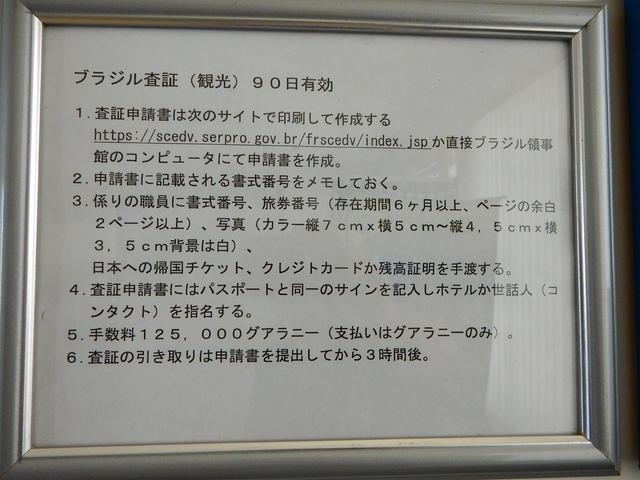 ブラジル査証（観光）９０日有効
１．査証申請書は次のサイトで印刷して作成する
https://scedv.serpro.gov.br/frscedv/index.jspか直接ブラジル領事
館のコンピュータにて申請書を作成。
２．申請書に記載される書式番号をメモしておく。
３．係りの職員に書式番号、旅券番号（存在期間６ヶ月以上、ページの余白
２ページ以上）、写真（カラー縦７ｃｍｘ横５ｃｍ～縦４，５ｃｍｘ横
３，５ｃｍ背景は白）、
日本への帰国チケット、クレジットカードか残高証明を手渡する。
４．査証申請書にはパスポートと同一のサインを記入しホテルか世話人（コ
ンタクト）を指名する。
５．手数料１２５，０００グアラニー（支払いはグアラニーのみ）。
６．査証の引き取りは申請書を提出してから３時間後。